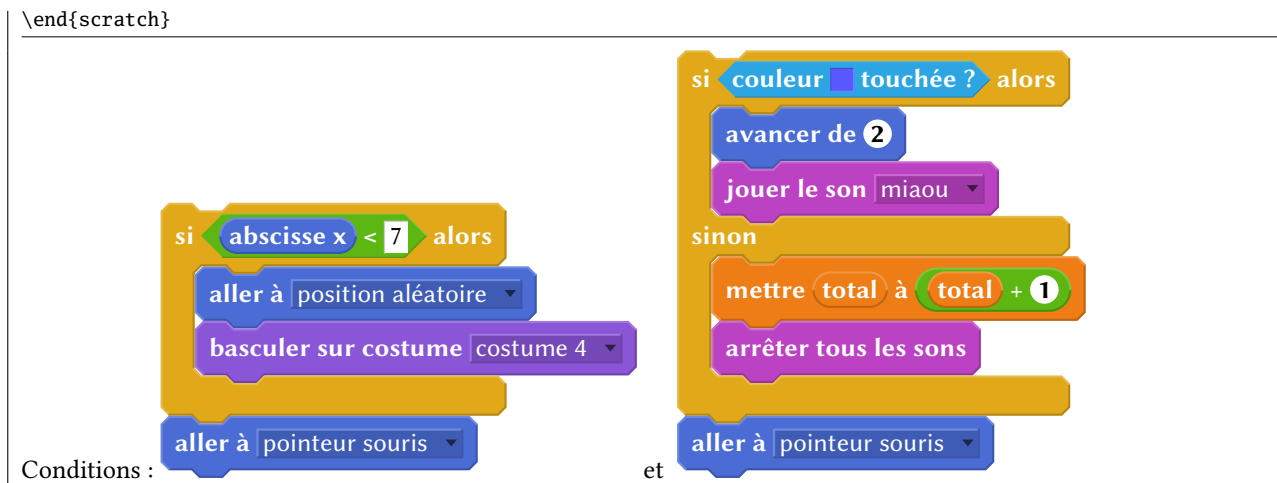 \end{scratch}
Conditions :
si abscisse x < 7 alors
aller à position aléatoire
basculer sur costume costume 4
aller à pointeur souris
et
si couleur touchée ? alors
avancer de 2
jouer le son miaou
sinon
mettre total à total + 1
arrêter tous les sons
aller à pointeur souris